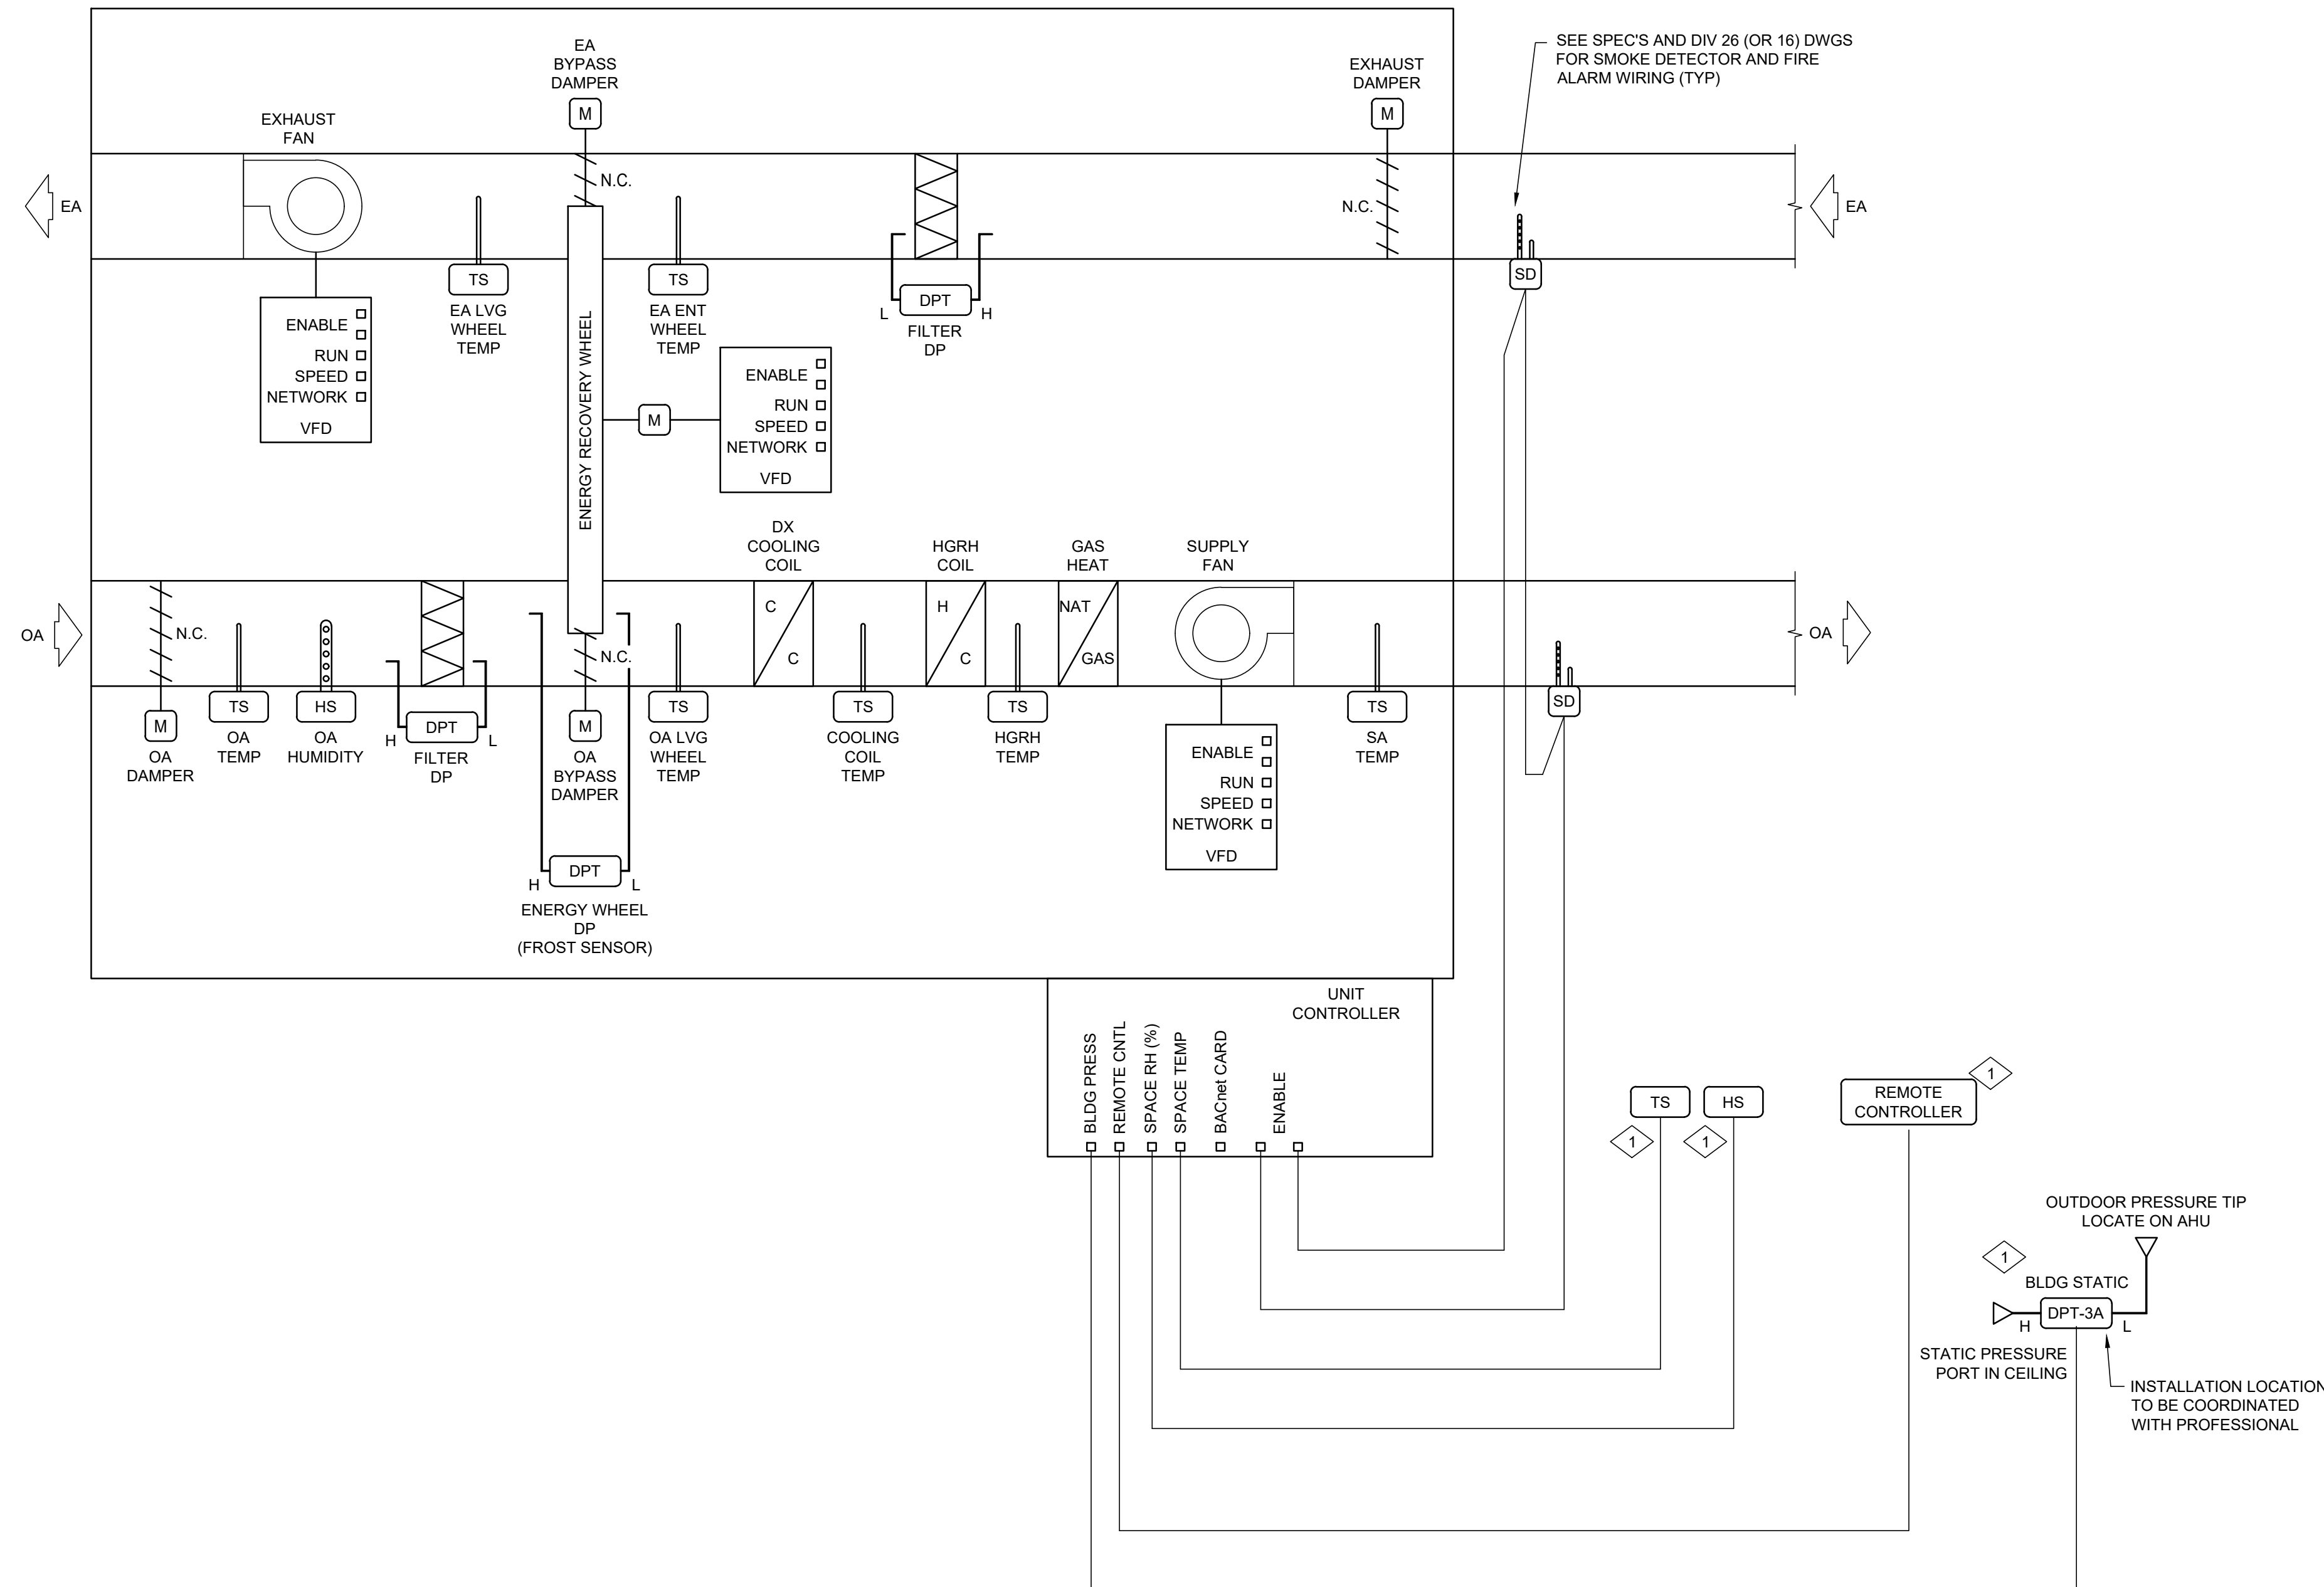 SEE SPEC'S AND DIV 26 (OR 16) DWGS
FOR SMOKE DETECTOR AND FIRE
ALARM WIRING (TYP)
EA
BYPASS
DAMPER
M
EXHAUST
DAMPER
M
EXHAUST
FAN
EA
N.C.
N.C.
EA
TS
EA LVG
WHEEL
TEMP
TS
EA ENT
WHEEL
TEMP
DPT
L
H
FILTER
DP
SD
ENABLE
RUN
SPEED
NETWORK
VFD
ENERGY RECOVERY WHEEL
M
ENABLE
RUN
SPEED
NETWORK
VFD
DX
COOLING
COIL
HGRH
COIL
GAS
HEAT
SUPPLY
FAN
OA
N.C.
N.C.
C
C
H
C
NAT
GAS
OA
M
OA
DAMPER
TS
OA
TEMP
HS
OA
HUMIDITY
H
DPT
L
FILTER
DP
M
OA
BYPASS
DAMPER
TS
OA LVG
WHEEL
TEMP
TS
COOLING
COIL
TEMP
TS
HGRH
TEMP
TS
SA
TEMP
SD
ENABLE
RUN
SPEED
NETWORK
VFD
DPT
H
L
ENERGY WHEEL
DP
(FROST SENSOR)
UNIT
CONTROLLER
BLDG PRESS
REMOTE CNTL
SPACE RH (%)
SPACE TEMP
BACnet CARD
ENABLE
TS
1
HS
1
REMOTE
CONTROLLER
1
OUTDOOR PRESSURE TIP
LOCATE ON AHU
1
BLDG STATIC
DPT-3A
H
L
STATIC PRESSURE
PORT IN CEILING
INSTALLATION LOCATION
TO BE COORDINATED
WITH PROFESSIONAL